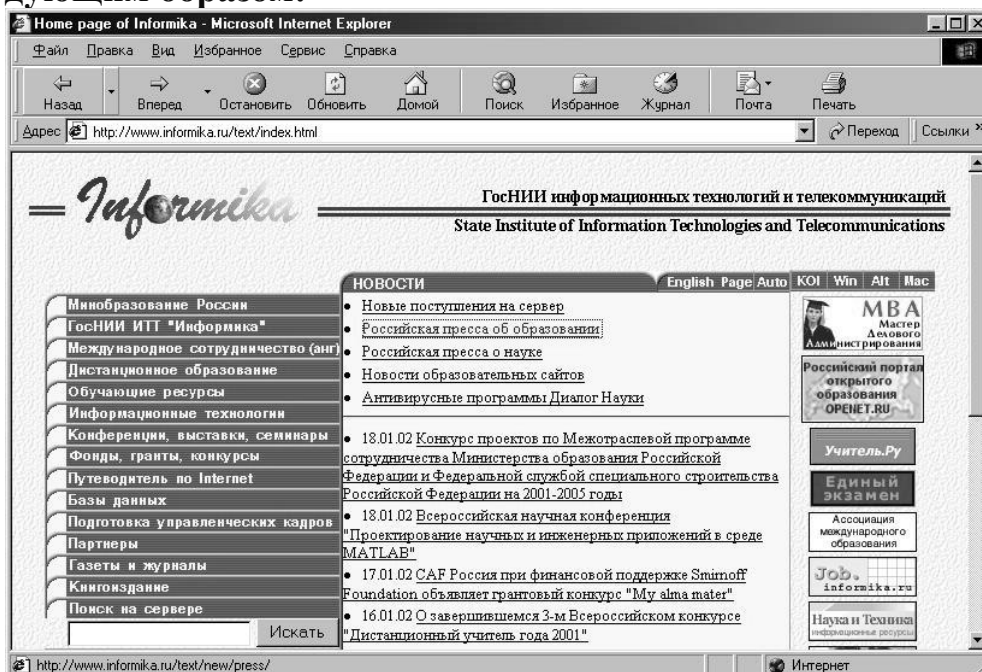 дующим образом:
Home page of Informika - Microsoft Internet Explorer
Файл Правка Вид Избранное Сервис Справка
Назад Вперед Остановить Обновить Домой Поиск Избранное Журнал Почта Печать
Адрес http://www.informika.ru/text/index.html Переход Ссылки »
Informika
ГосНИИ информационных технологий и телекоммуникаций
State Institute of Information Technologies and Telecommunications
НОВОСТИ English Page Auto KOI Win Alt Mac
Минобразование России
ГосНИИ ИТТ "Информика"
Международное сотрудничество (анг)
Дистанционное образование
Обучающие ресурсы
Информационные технологии
Конференции, выставки, семинары
Фонды, гранты, конкурсы
Путеводитель по Internet
Базы данных
Подготовка управленческих кадров
Партнеры
Газеты и журналы
Книгоиздание
Поиск на сервере
Искать
Новые поступления на сервер
Российская пресса об образовании
Российская пресса о науке
Новости образовательных сайтов
Антивирусные программы Диалог Науки
18.01.02 Конкурс проектов по Межотраслевой программе
сотрудничества Министерства образования Российской
Федерации и Федеральной службой специального строительства
Российской Федерации на 2001-2005 годы
18.01.02 Всероссийская научная конференция
"Проектирование научных и инженерных приложений в среде
MATLAB"
17.01.02 CAF Россия при финансовой поддержке Smirnoff
Foundation объявляет грантовый конкурс "My alma mater"
16.01.02 О завершившемся 3-м Всероссийском конкурсе
"Дистанционный учитель года 2001"
MBA
Мастер
Делового
Администрирования
Российский портал
открытого
образования
OPENET.RU
Учитель.Ру
Единый
экзамен
Ассоциация
международного
образования
Job.
informika.ru
Наука и Техника
информационные ресурсы
http://www.informika.ru/text/new/press/ Интернет